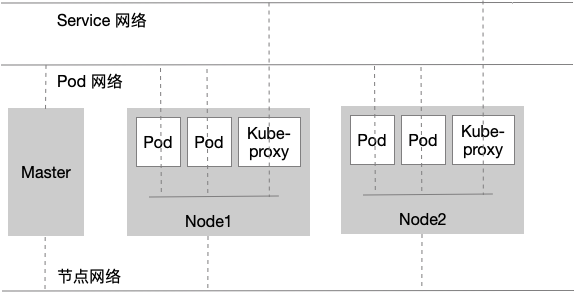 Service 网络
Pod 网络
Master
Pod
Pod
Kube-
proxy
Node1
Pod
Pod
Kube-
proxy
Node2
节点网络